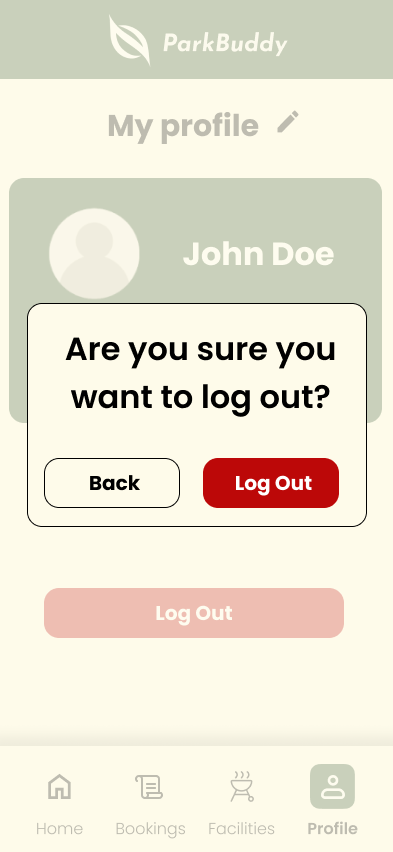 ParkBuddy
My profile
John Doe
Are you sure you
want to log out?
Back
Log Out
Log Out
Home
Bookings
Facilities
Profile